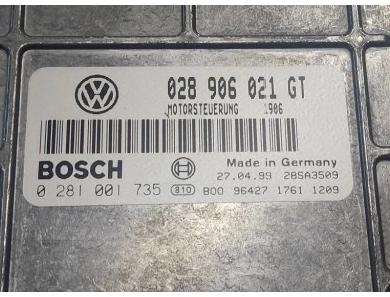 028 906 021 GT
MOTORSTEUERUNG 1906
BOSCH
Made in Germany
27.04.99 28SA3509
0 281 001 735 810 B00 96427 1761 1209